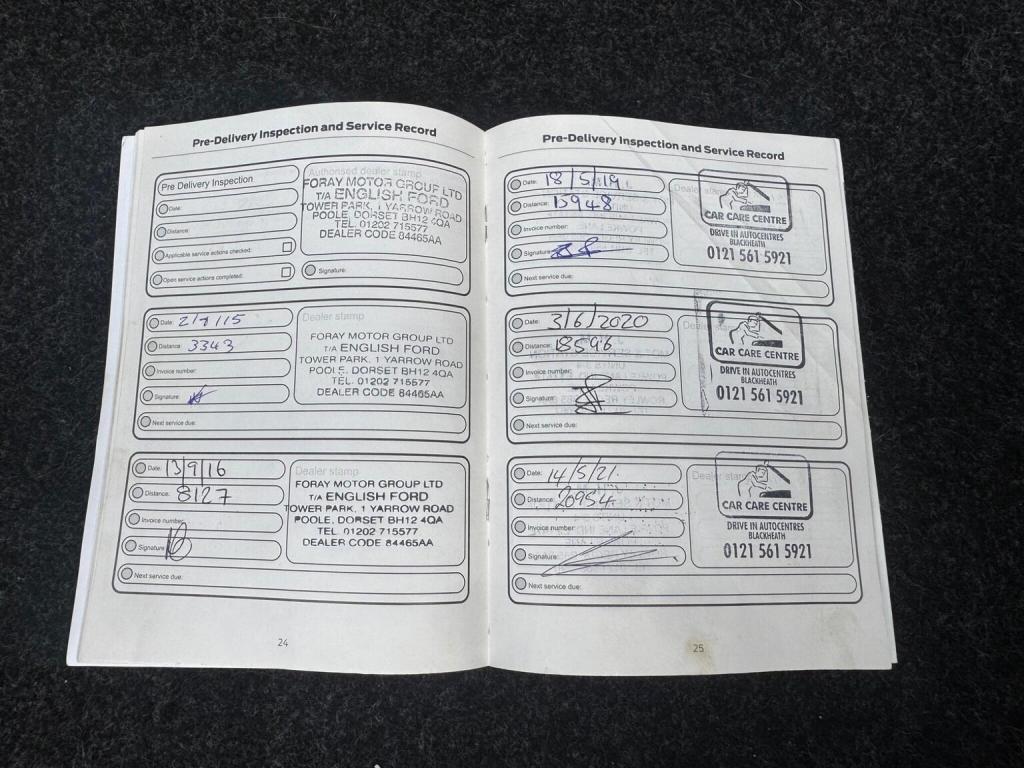 Pre-Delivery Inspection and Service Record
Pre Delivery Inspection
Date:
Distance:
Applicable service actions checked:
Open service actions completed:
Authorised dealer stamp
FORAY MOTOR GROUP LTD
T/A ENGLISH FORD
TOWER PARK, 1 YARROW ROAD
POOLE, DORSET BH12 4QA
TEL. 01202 715577
DEALER CODE 84465AA
Signature:
Date: 2/7/15
Distance: 3343
Invoice number:
Signature:
Next service due:
Dealer stamp
FORAY MOTOR GROUP LTD
T/A ENGLISH FORD
TOWER PARK, 1 YARROW ROAD
POOLE, DORSET BH12 4QA
TEL. 01202 715577
DEALER CODE 84465AA
Date: 13/9/16
Distance: 8127
Invoice number:
Signature:
Next service due:
Dealer stamp
FORAY MOTOR GROUP LTD
T/A ENGLISH FORD
TOWER PARK, 1 YARROW ROAD
POOLE, DORSET BH12 4QA
TEL. 01202 715577
DEALER CODE 84465AA
24
Pre-Delivery Inspection and Service Record
Date: 18/5/19
Distance: 15948
Invoice number:
Signature:
Next service due:
Dealer stamp
CAR CARE CENTRE
DRIVE IN AUTOCENTRES
BLACKHEATH
0121 561 5921
Date: 3/6/2020
Distance: 18596
Invoice number:
Signature:
Next service due:
Dealer stamp
CAR CARE CENTRE
DRIVE IN AUTOCENTRES
BLACKHEATH
0121 561 5921
Date: 14/5/21.
Distance: 20954
Invoice number
Signature:
Next service due:
Dealer stamp
CAR CARE CENTRE
DRIVE IN AUTOCENTRES
BLACKHEATH
0121 561 5921
25